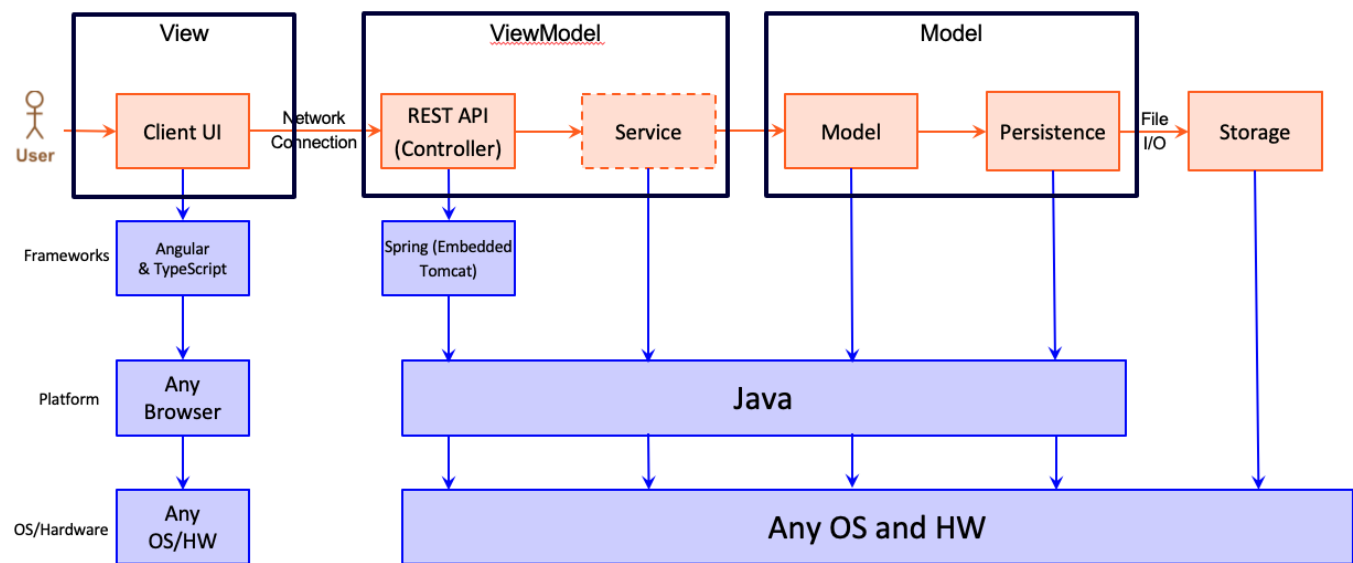 View
ViewModel
Model
User
Client UI
Network
Connection
REST API
(Controller)
Service
Model
Persistence
File
I/O
Storage
Frameworks
Angular
& TypeScript
Spring (Embedded
Tomcat)
Platform
Any
Browser
Java
OS/Hardware
Any
OS/HW
Any OS and HW